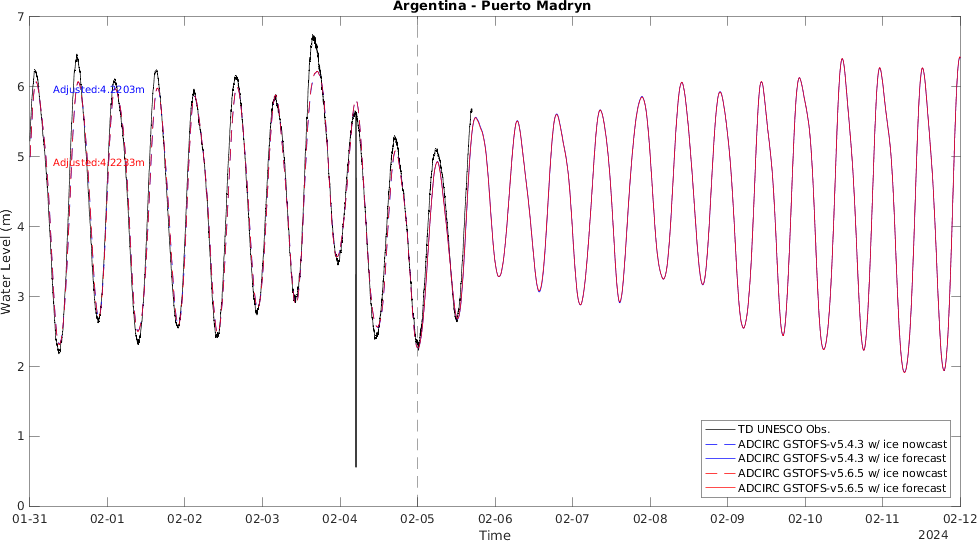 Argentina - Puerto Madryn
7
6
5
4
3
2
1
0
Water Level (m)
Adjusted:4.2203m
Adjusted:4.2233m
TD UNESCO Obs.
ADCIRC GSTOFS-v5.4.3 w/ ice nowcast
ADCIRC GSTOFS-v5.4.3 w/ ice forecast
ADCIRC GSTOFS-v5.6.5 w/ ice nowcast
ADCIRC GSTOFS-v5.6.5 w/ ice forecast
01-31 02-01 02-02 02-03 02-04 02-05 02-06 02-07 02-08 02-09 02-10 02-11 02-12
Time
2024